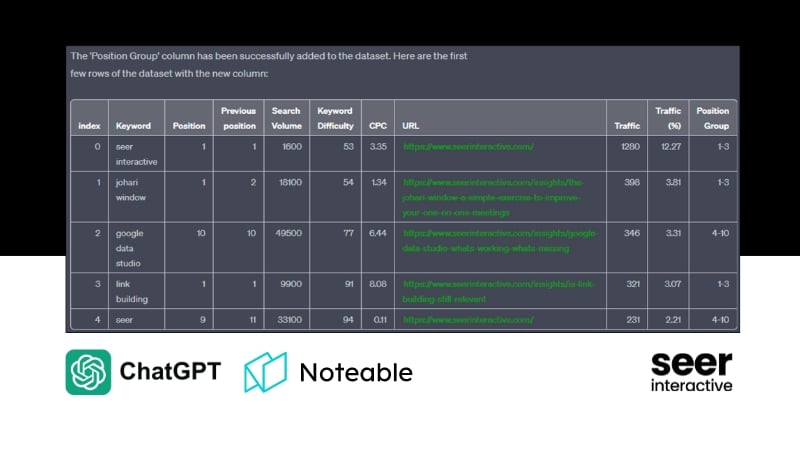 The 'Position Group' column has been successfully added to the dataset. Here are the first
few rows of the dataset with the new column:
index Keyword Position Previous position Search Volume Keyword Difficulty CPC URL Traffic Traffic (%) Position Group
0 seer interactive 1 1 1600 53 3.35 https://www.seerinteractive.com/ 1280 12.27 1-3
1 johari window 1 2 18100 54 1.34 https://www.seerinteractive.com/insights/the-johari-window-a-simple-exercise-to-improve-your-one-on-one-meetings 398 3.81 1-3
2 google data studio 10 10 49500 77 6.44 https://www.seerinteractive.com/insights/google-data-studio-whats-working-whats-missing 346 3.31 4-10
3 link building 1 1 9900 91 8.08 https://www.seerinteractive.com/insights/is-link-building-still-relevant 321 3.07 1-3
4 seer 9 11 33100 94 0.11 https://www.seerinteractive.com/ 231 2.21 4-10
ChatGPT
Noteable
seer
interactive